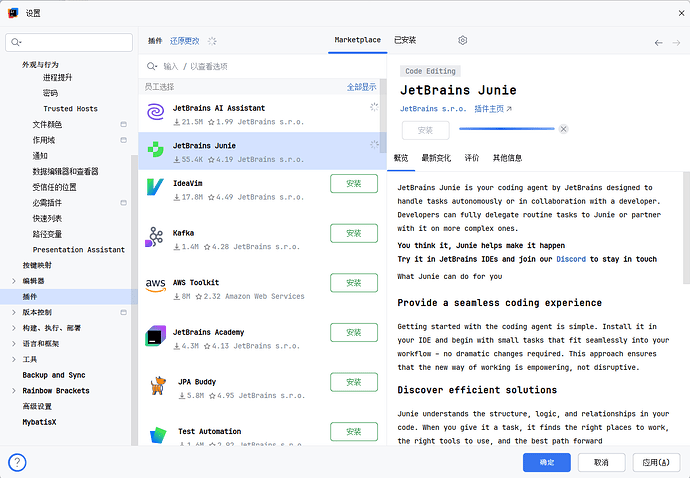 设置
外观与行为
进程提升
密码
Trusted Hosts
文件颜色
作用域
通知
数据编辑器和查看器
受信任的位置
必需插件
快速列表
路径变量
Presentation Assistant
按键映射
编辑器
插件
版本控制
构建、执行、部署
语言和框架
工具
Backup and Sync
Rainbow Brackets
高级设置
MybatisX
插件 还原更改
Marketplace
已安装
输入 / 以查看选项
员工选择 全部显示
JetBrains AI Assistant
21.5M 1.99 JetBrains s.r.o.
JetBrains Junie
55.4K 4.19 JetBrains s.r.o.
IdeaVim
17.8M 4.49 JetBrains s.r.o.
安装
Kafka
1.4M 4.28 JetBrains s.r.o.
安装
aws
AWS Toolkit
8M 2.32 Amazon Web Services
安装
JetBrains Academy
4.3M 4.13 JetBrains s.r.o.
安装
JPA Buddy
5.8M 4.95 JetBrains s.r.o.
安装
Test Automation
JetBrains s.r.o.
安装
Code Editing
JetBrains Junie
JetBrains s.r.o. 插件主页
安装
概览 最新变化 评价 其他信息
JetBrains Junie is your coding agent by JetBrains designed to
handle tasks autonomously or in collaboration with a developer.
Developers can fully delegate routine tasks to Junie or partner
with it on more complex ones.
You think it, Junie helps make it happen
Try it in JetBrains IDEs and join our Discord to stay in touch
What Junie can do for you
Provide a seamless coding experience
Getting started with the coding agent is simple. Install it in
your IDE and begin with small tasks that fit seamlessly into your
workflow – no dramatic changes required. This approach ensures
that the new way of working is empowering, not disruptive.
Discover efficient solutions
Junie understands the structure, logic, and relationships in your
code. When you give it a task, it finds the right places to work,
the right tools to use, and the best path forward
?
确定 取消 应用(A)